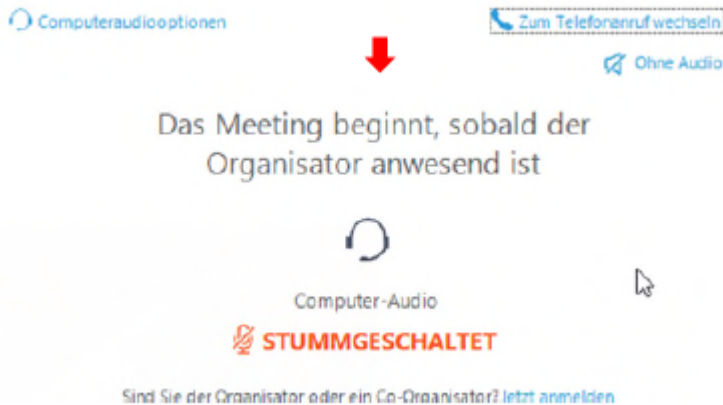 Computeraudiooptionen
Zum Telefonanruf wechseln
Ohne Audio
Das Meeting beginnt, sobald der
Organisator anwesend ist
Computer-Audio
STUMMGESCHALTET
Sind Sie der Organisator oder ein Co-Organisator? Jetzt anmelden